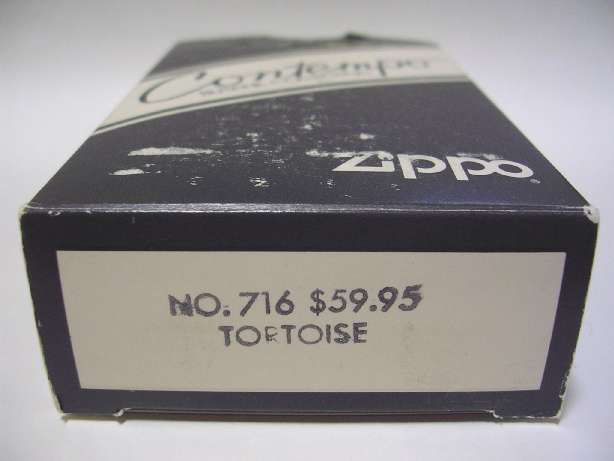 Contempo
Zippo®
NO. 716 $59.95
TORTOISE